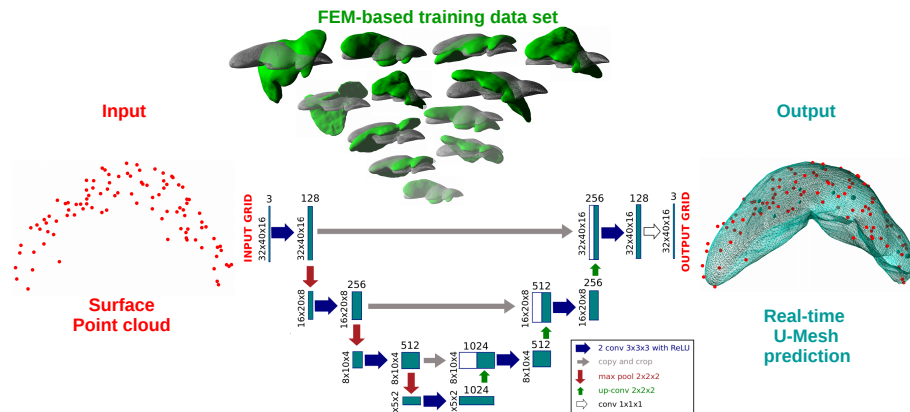 FEM-based training data set
Input
Output
Surface
Point cloud
INPUT GRID
32x40x16
3
32x40x16
128
16x20x8
16x20x8
256
8x10x4
8x10x4
512
x5x2
1024
8x10x4
1024
8x10x4
512
16x20x8
512
16x20x8
256
32x40x16
256
32x40x16
128
32x40x16
3
OUTPUT GRID
Real-time
U-Mesh
prediction
2 conv 3x3x3 with ReLU
copy and crop
max pool 2x2x2
up-conv 2x2x2
conv 1x1x1